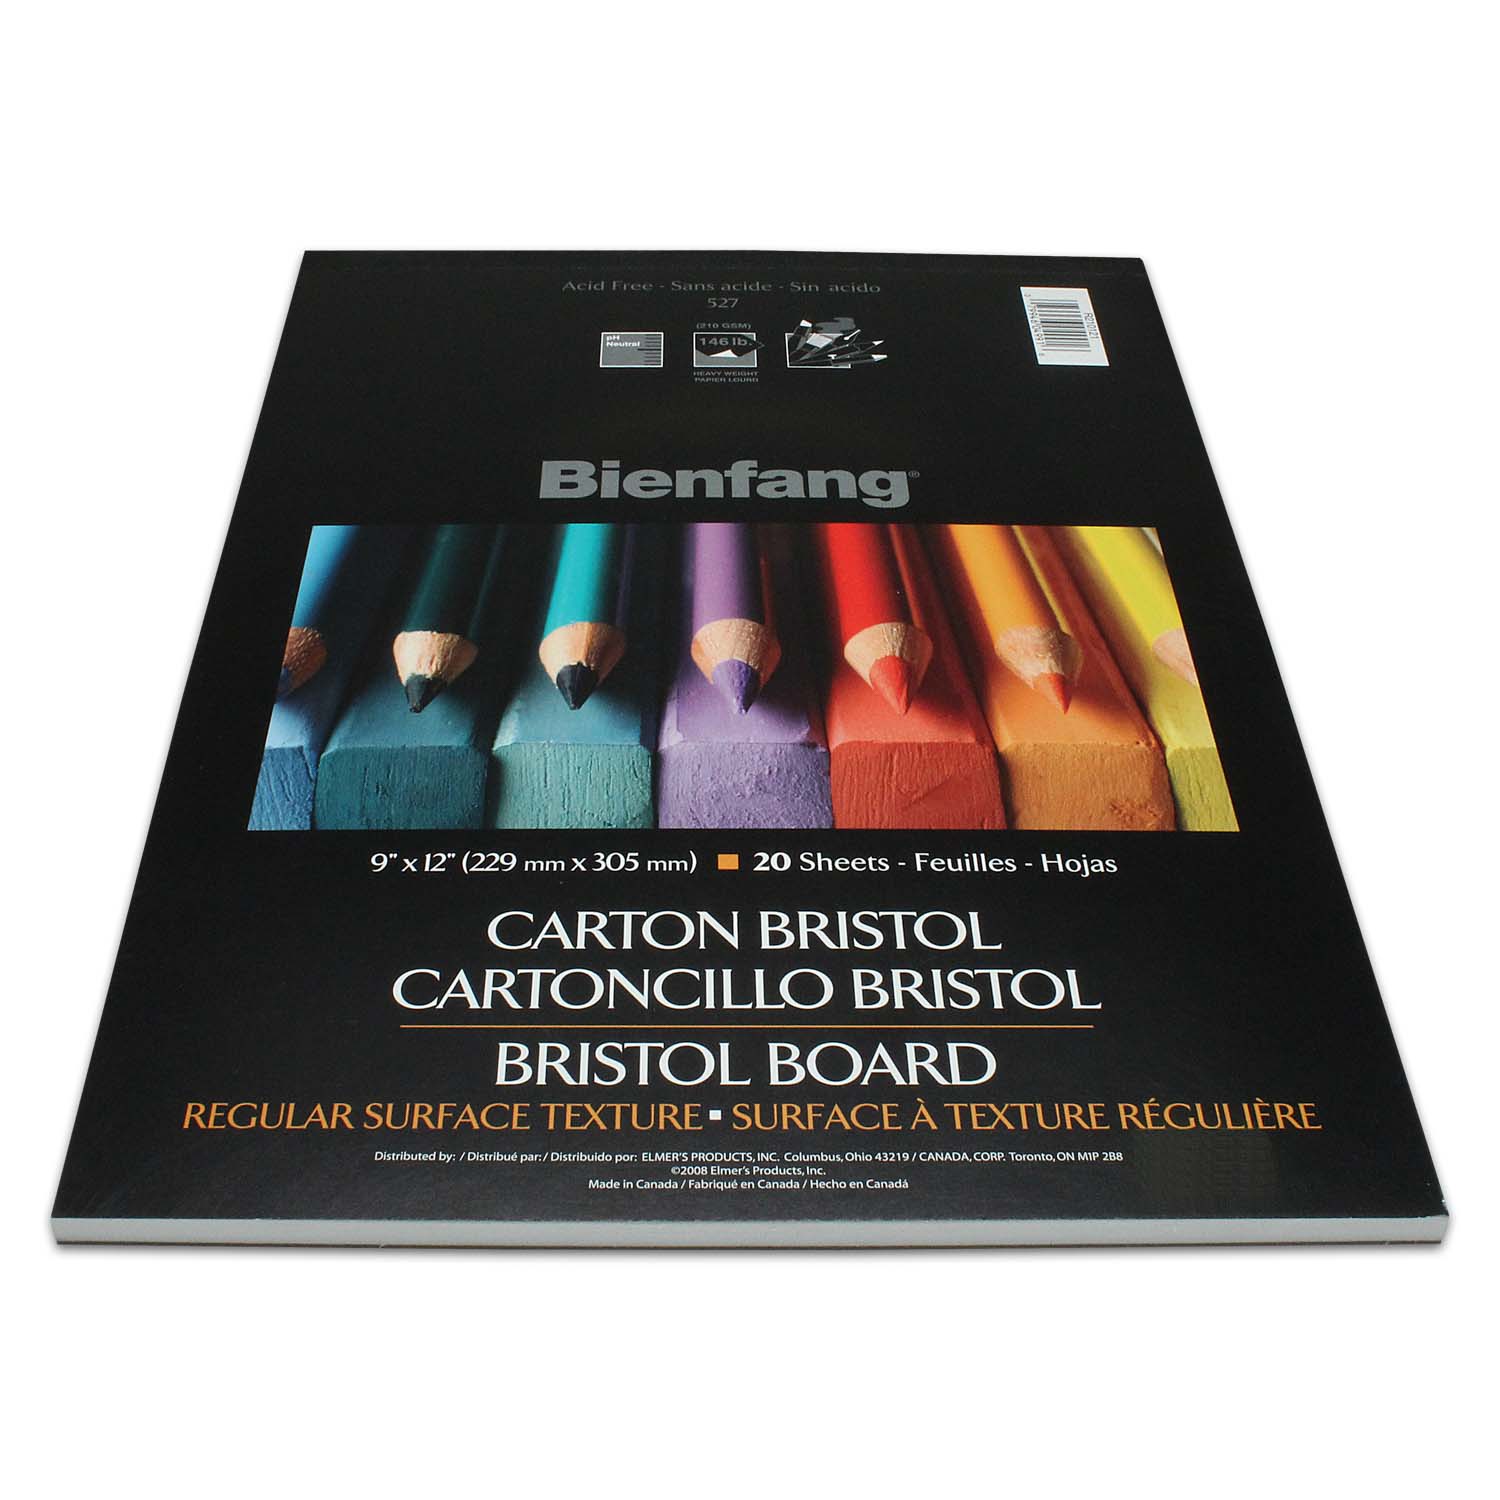 Acid Free - Sans acide - Sin acido
527
pH
Neutral
(210 GSM)
146 lb.
HEAVY WEIGHT
PAPIER LOURD
R210121
Bienfang®
9" x 12" (229 mm x 305 mm) ■ 20 Sheets - Feuilles - Hojas
CARTON BRISTOL
CARTONCILLO BRISTOL
BRISTOL BOARD
REGULAR SURFACE TEXTURE ▪ SURFACE À TEXTURE RÉGULIÈRE
Distributed by: / Distribué par: / Distribuido por: ELMER'S PRODUCTS, INC. Columbus, Ohio 43219 / CANADA, CORP. Toronto, ON M1P 2B8
©2008 Elmer's Products, Inc.
Made in Canada / Fabriqué en Canada / Hecho en Canadá